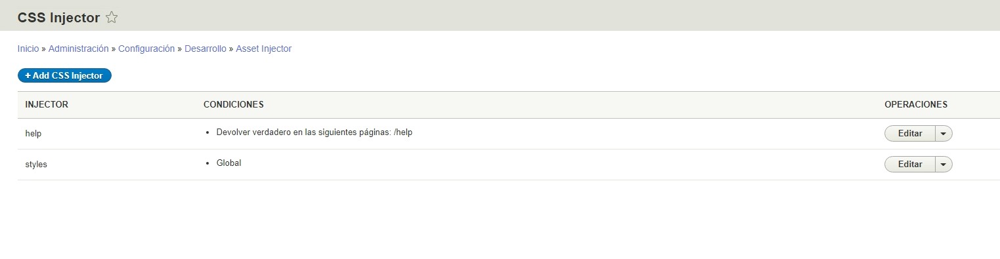 CSS Injector
Inicio » Administración » Configuración » Desarrollo » Asset Injector
+ Add CSS Injector
INJECTOR CONDICIONES OPERACIONES
help • Devolver verdadero en las siguientes páginas: /help Editar
styles • Global Editar